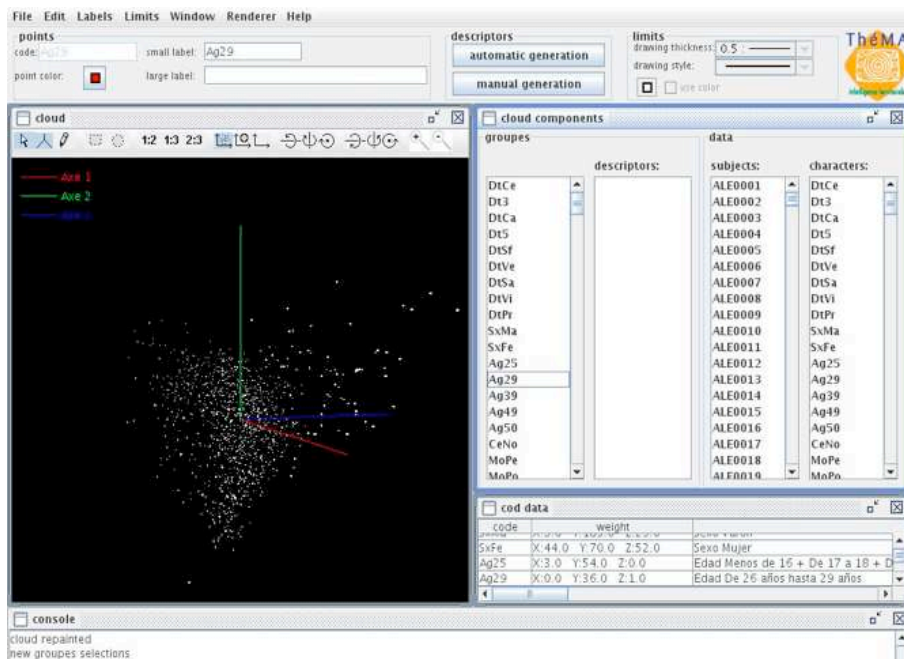 File Edit Labels Limits Window Renderer Help
points
code: Ag29
small label: Ag29
point color:
large label:
descriptors
automatic generation
manual generation
limits
drawing thickness: 0.5 :
drawing style:
use color
ThéMA
cloud
1:2 1:3 2:3
Axe 1
Axe 2
cloud components
groupes
descriptors:
DtCe
Dt3
DtCa
Dt5
DtSf
DtVe
DtSa
DtVi
DtPr
SxMa
SxFe
Ag25
Ag29
Ag39
Ag49
Ag50
CeNo
MoPe
MoPo
data
subjects:
ALE0001
ALE0002
ALE0003
ALE0004
ALE0005
ALE0006
ALE0007
ALE0008
ALE0009
ALE0010
ALE0011
ALE0012
ALE0013
ALE0014
ALE0015
ALE0016
ALE0017
ALE0018
ALE0019
characters:
DtCe
Dt3
DtCa
Dt5
DtSf
DtVe
DtSa
DtVi
DtPr
SxMa
SxFe
Ag25
Ag29
Ag39
Ag49
Ag50
CeNo
MoPe
MoPo
cod data
code weight
SxFe X:44.0 Y:70.0 Z:52.0 Sexo Mujer
Ag25 X:3.0 Y:54.0 Z:0.0 Edad Menos de 16 + De 17 a 18 + D
Ag29 X:0.0 Y:36.0 Z:1.0 Edad De 26 años hasta 29 años
console
cloud repainted
new groupes selections